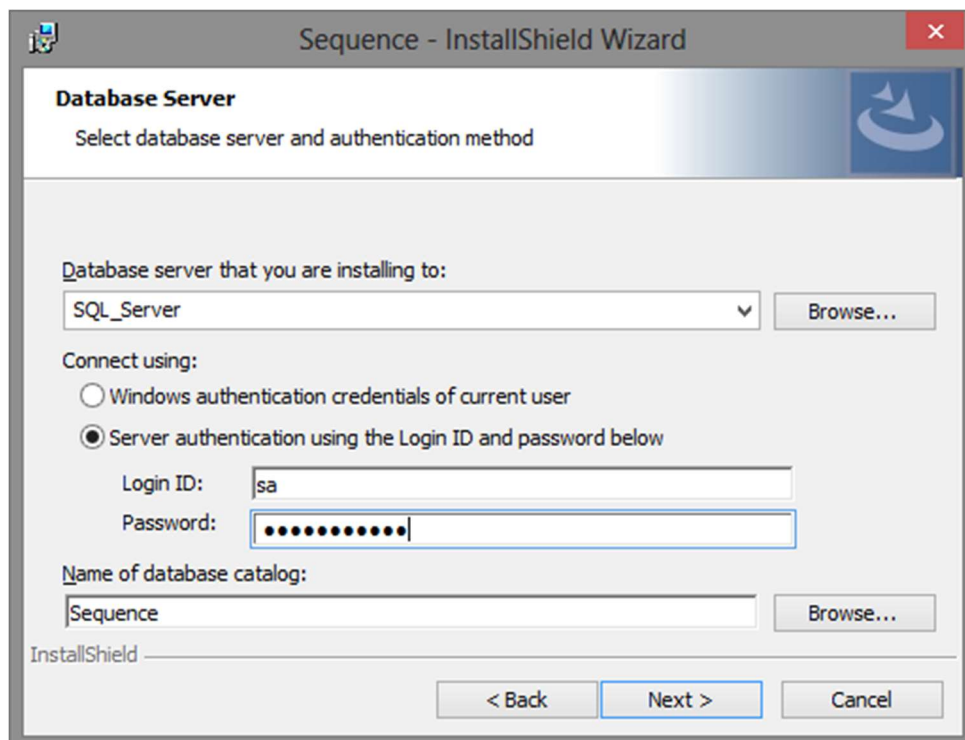 Sequence - InstallShield Wizard
Database Server
Select database server and authentication method
Database server that you are installing to:
SQL_Server
Browse...
Connect using:
Windows authentication credentials of current user
Server authentication using the Login ID and password below
Login ID:
sa
Password:
●●●●●●●●●●●
Name of database catalog:
Sequence
Browse...
InstallShield
< Back
Next >
Cancel